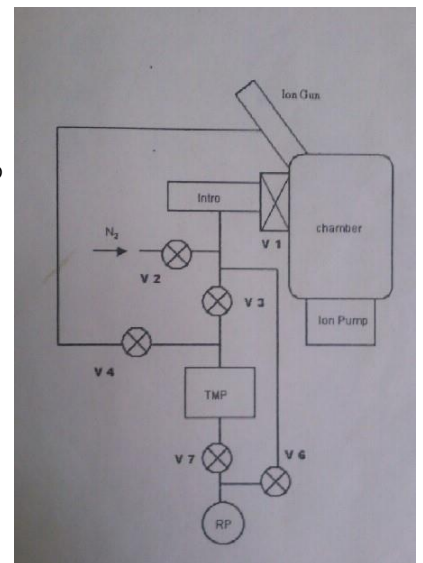 Ion Gun
Intro
V 1
chamber
N2
V 2
V 3
Ion Pump
V 4
TMP
V 7
V 6
RP